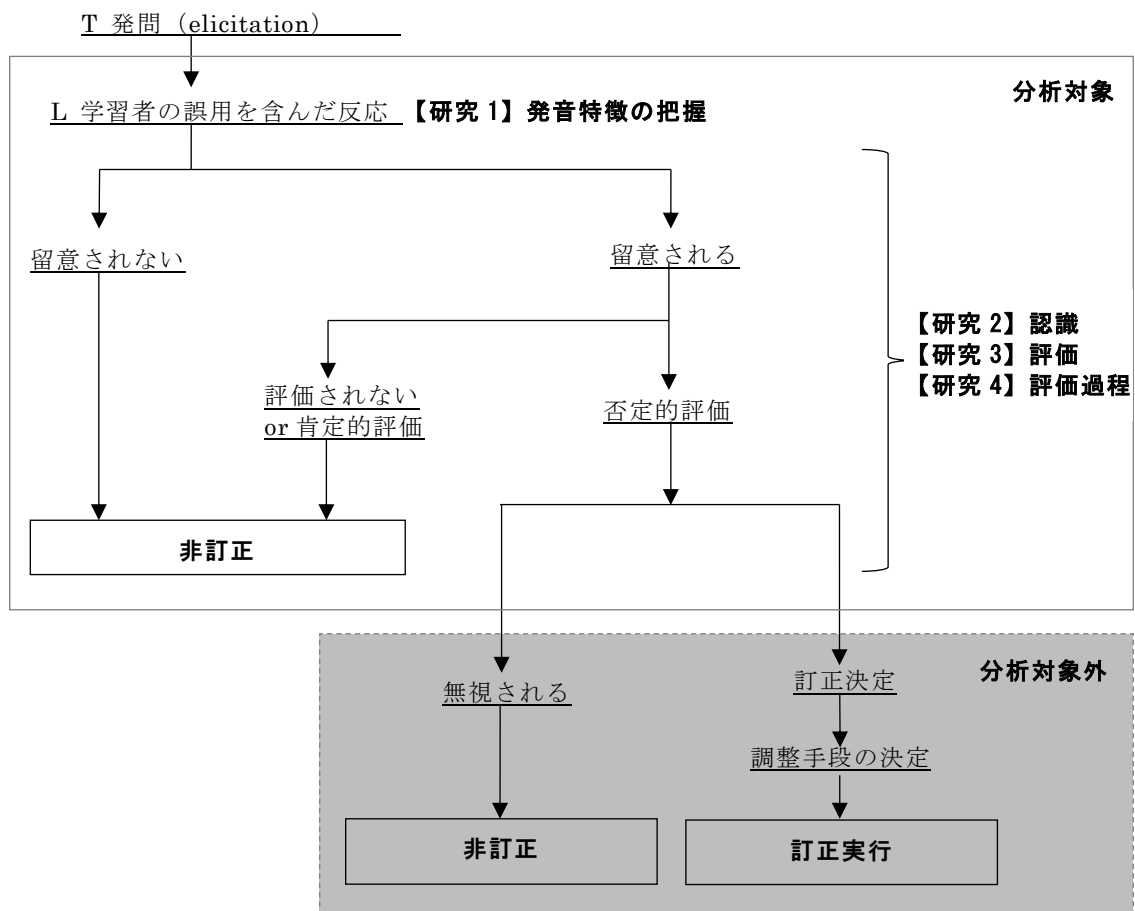 T 発問（elicitation）
分析対象
L 学習者の誤用を含んだ反応 【研究 1】発音特徴の把握
留意されない
留意される
【研究 2】認識
【研究 3】評価
【研究 4】評価過程
評価されない
or 肯定的評価
否定的評価
非訂正
分析対象外
無視される
訂正決定
調整手段の決定
非訂正
訂正実行